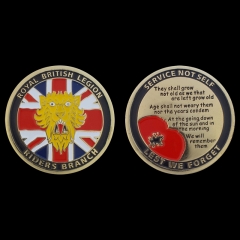 ROYAL BRITISH LEGION
RIDERS BRANCH
SERVICE NOT SELF
They shall grow
not old as we that
are left grow old
Age shall not weary them
nor the years condem
At the going down
of the sun and in
the morning
We will
remember
them
LEST WE FORGET